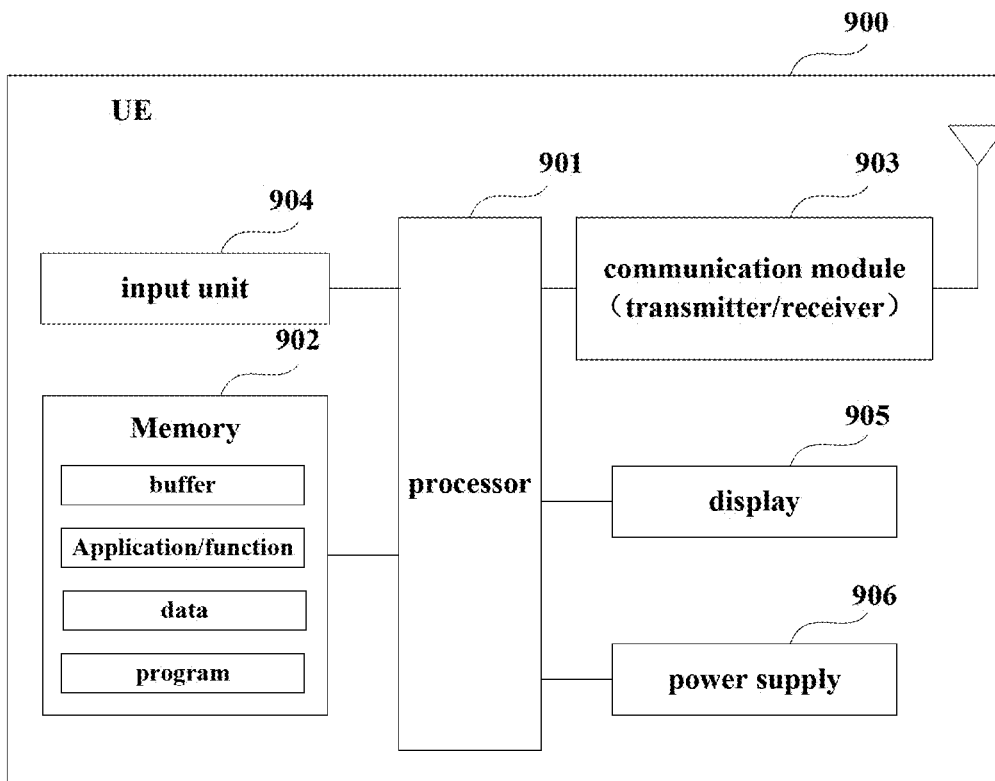 900
UE
901
903
904
input unit
communication module
（transmitter/receiver）
902
Memory
buffer
Application/function
data
program
processor
905
display
906
power supply